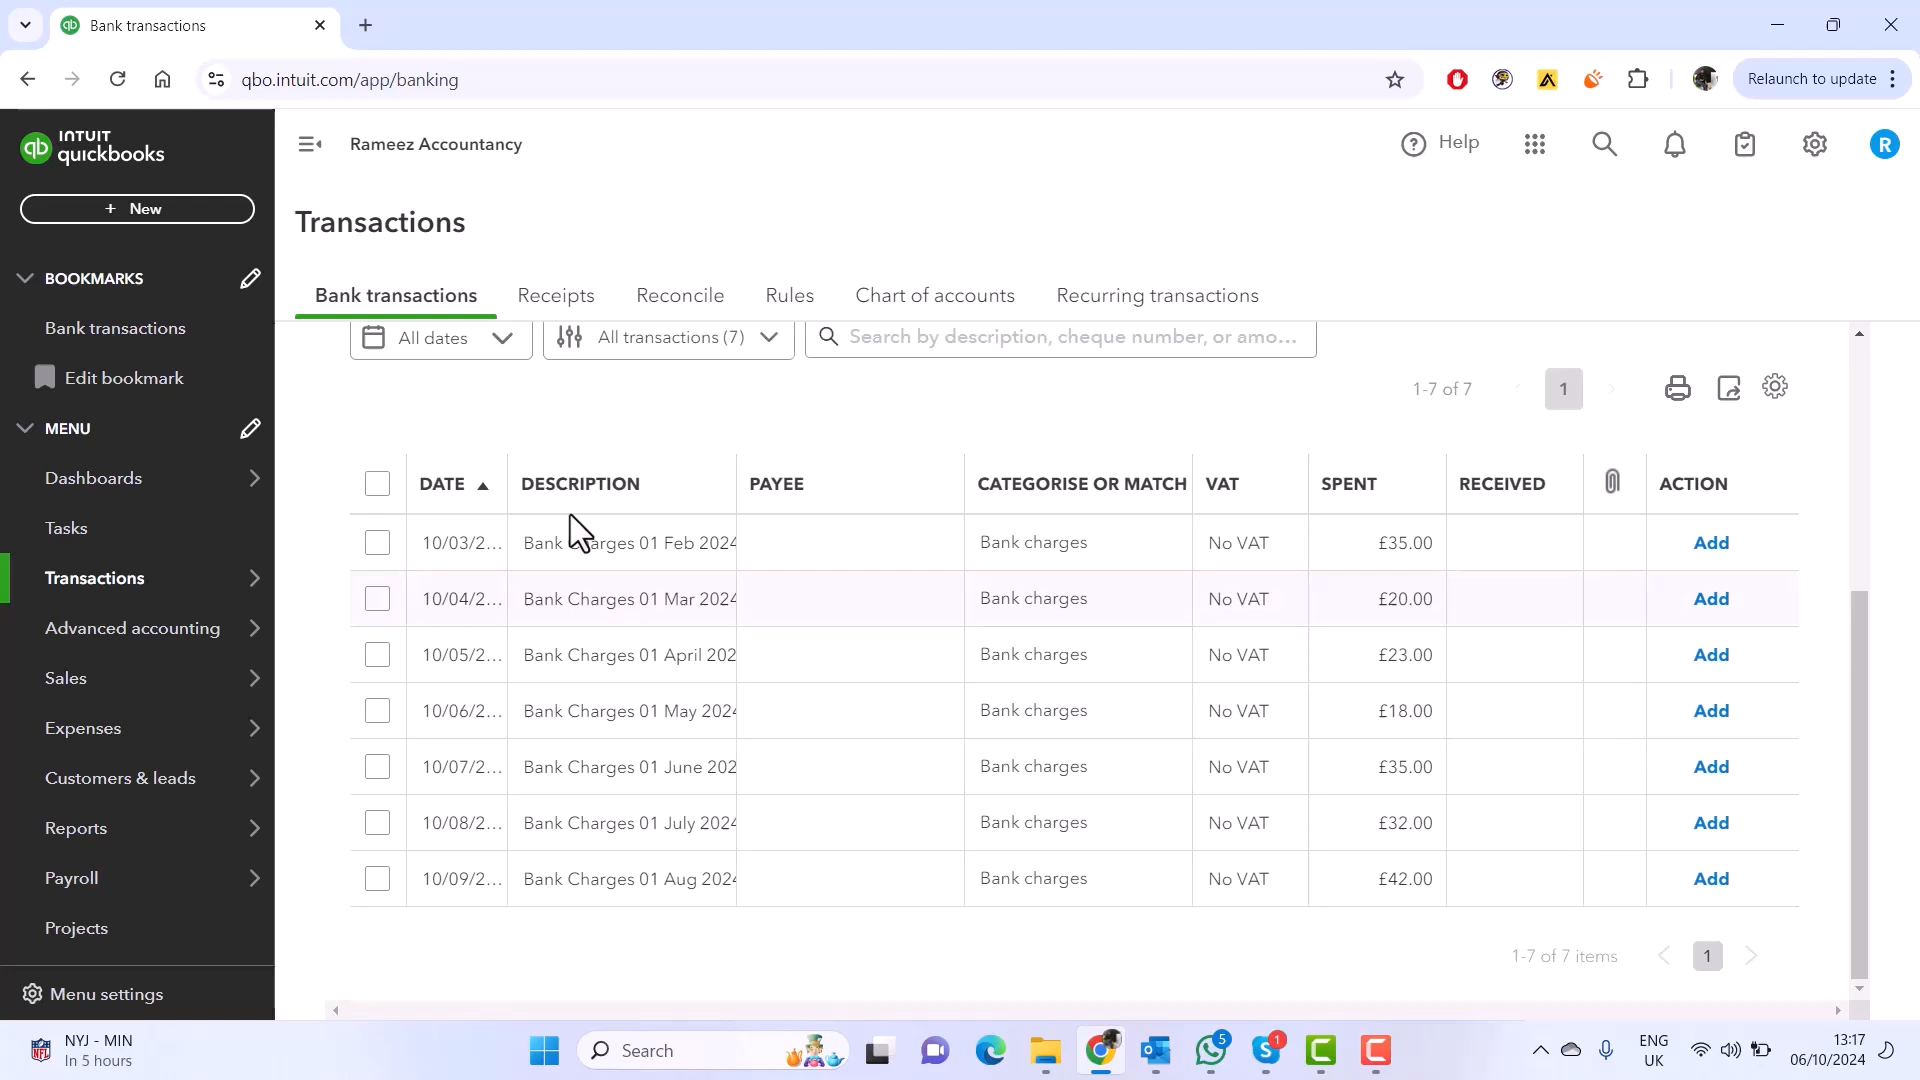 Bank transactions
qbo.intuit.com/app/banking
Relaunch to update
INTUIT
quickbooks
Rameez Accountancy
Help
R
+ New
Transactions
BOOKMARKS
Bank transactions
Edit bookmark
MENU
Dashboards
Tasks
Transactions
Advanced accounting
Sales
Expenses
Customers & leads
Reports
Payroll
Projects
Menu settings
Bank transactions Receipts Reconcile Rules Chart of accounts Recurring transactions
All dates All transactions (7) Search by description, cheque number, or amo...
1-7 of 7 1
DATE DESCRIPTION PAYEE CATEGORISE OR MATCH VAT SPENT RECEIVED ACTION
10/03/2... Bank Charges 01 Feb 2024 Bank charges No VAT £35.00 Add
10/04/2... Bank Charges 01 Mar 2024 Bank charges No VAT £20.00 Add
10/05/2... Bank Charges 01 April 202 Bank charges No VAT £23.00 Add
10/06/2... Bank Charges 01 May 2024 Bank charges No VAT £18.00 Add
10/07/2... Bank Charges 01 June 202 Bank charges No VAT £35.00 Add
10/08/2... Bank Charges 01 July 2024 Bank charges No VAT £32.00 Add
10/09/2... Bank Charges 01 Aug 2024 Bank charges No VAT £42.00 Add
1-7 of 7 items 1
NYJ - MIN
In 5 hours
Search
5
1
ENG
UK
13:17
06/10/2024